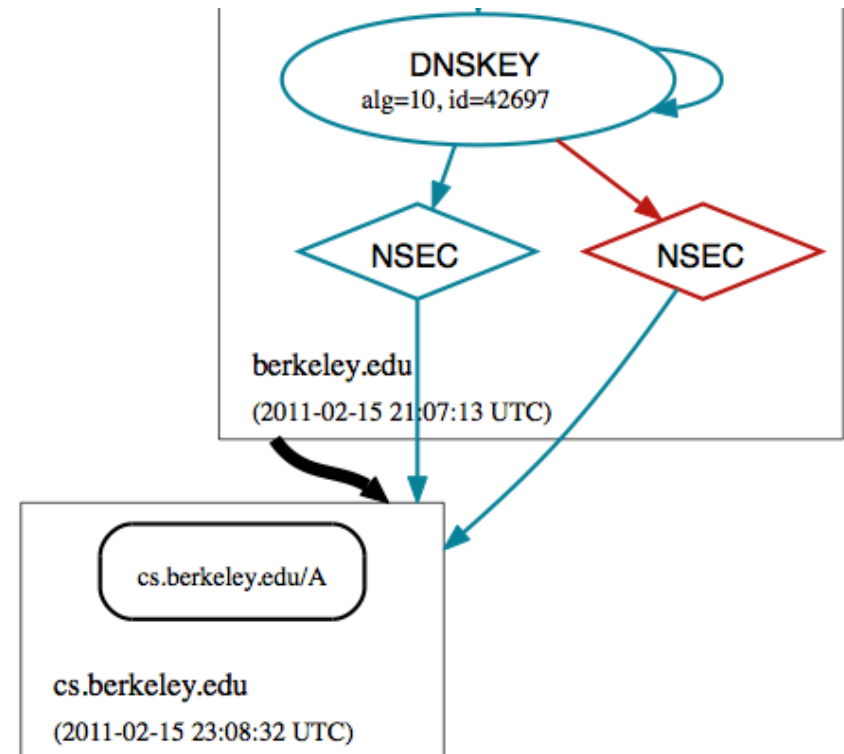 DNSKEY
alg=10, id=42697
NSEC
NSEC
berkeley.edu
(2011-02-15 21:07:13 UTC)
cs.berkeley.edu/A
cs.berkeley.edu
(2011-02-15 23:08:32 UTC)